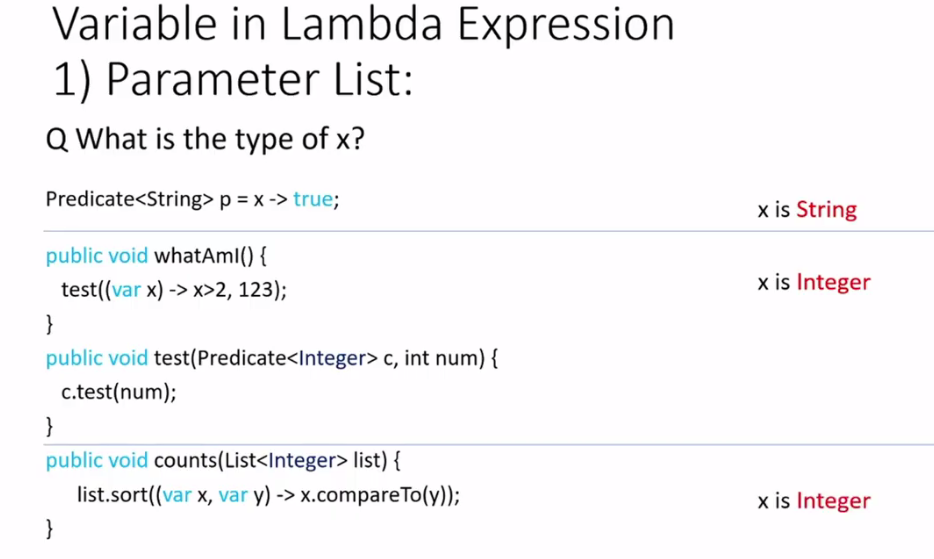 Variable in Lambda Expression
1) Parameter List:
Q What is the type of x?
Predicate<String> p = x -> true;
x is String
public void whatAmI() {
test((var x) -> x>2, 123);
x is Integer
}
public void test(Predicate<Integer> c, int num) {
c.test(num);
}
public void counts(List<Integer> list) {
list.sort((var x, var y) -> x.compareTo(y));
x is Integer
}